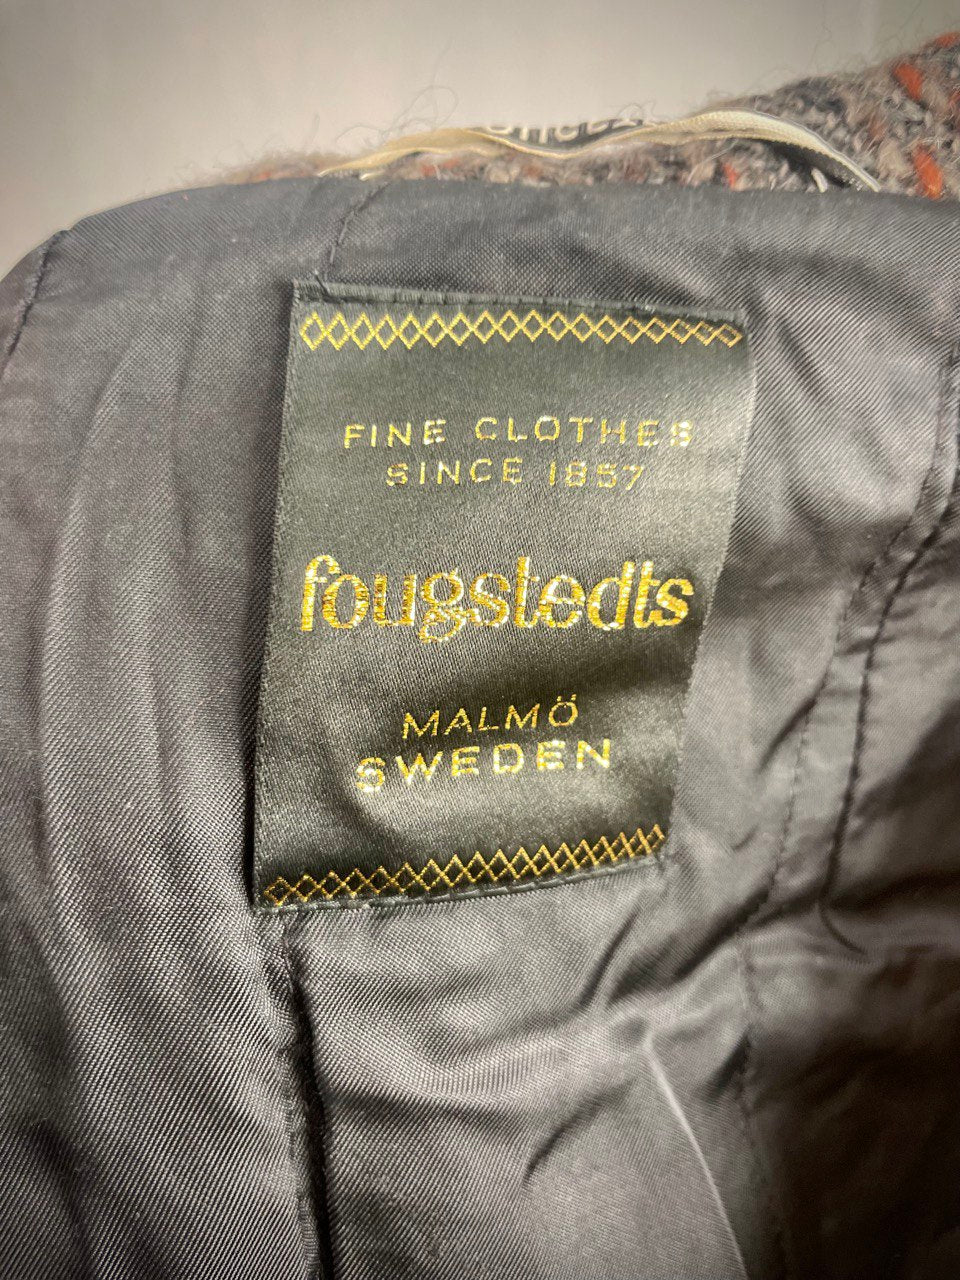 FINE CLOTHES
SINCE 1857
fougstedts
MALMÖ
SWEDEN